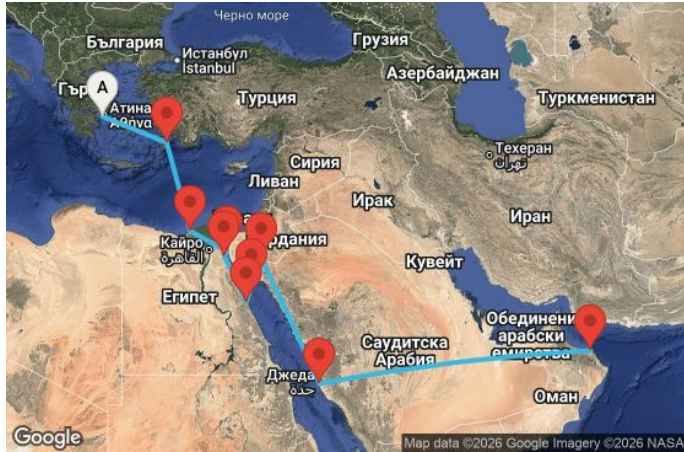 Черно море
България
Грузия
Истанбул
İstanbul
Гър
A
Азербайджан
Атина
Αθήνα
Турция
Туркменистан
Техеран
تهران
Сирия
Ливан
Ирак
Иран
рдания
Кайро
القاهرة
Кувейт
Египет
Обединени
арабски
емирства
Саудитска
Арабия
Джеда
جدة
Оман
Google
Map data ©2026 Google Imagery ©2026 NASA